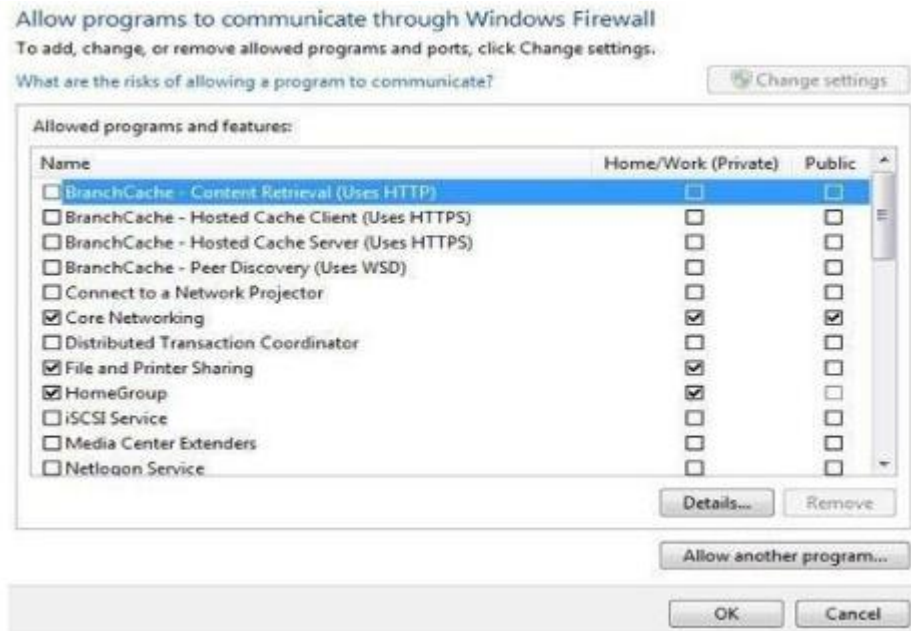 Allow programs to communicate through Windows Firewall
To add, change, or remove allowed programs and ports, click Change settings.
What are the risks of allowing a program to communicate?
Change settings
Allowed programs and features:
Name Home/Work (Private) Public
BranchCache - Content Retrieval (Uses HTTP)
BranchCache - Hosted Cache Client (Uses HTTPS)
BranchCache - Hosted Cache Server (Uses HTTPS)
BranchCache - Peer Discovery (Uses WSD)
Connect to a Network Projector
Core Networking
Distributed Transaction Coordinator
File and Printer Sharing
HomeGroup
iSCSI Service
Media Center Extenders
Netlogon Service
Details... Remove
Allow another program...
OK Cancel